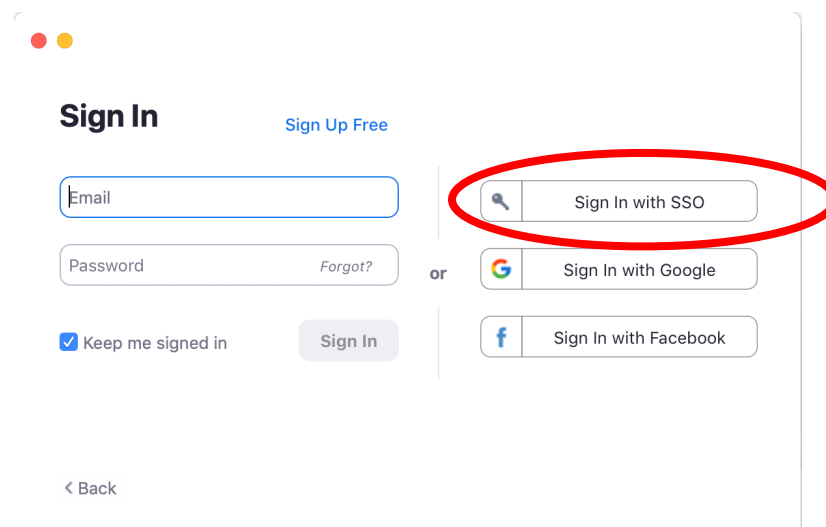 Sign In
Sign Up Free
Email
Password
Forgot?
Keep me signed in
Sign In
or
Sign In with SSO
Sign In with Google
Sign In with Facebook
Back